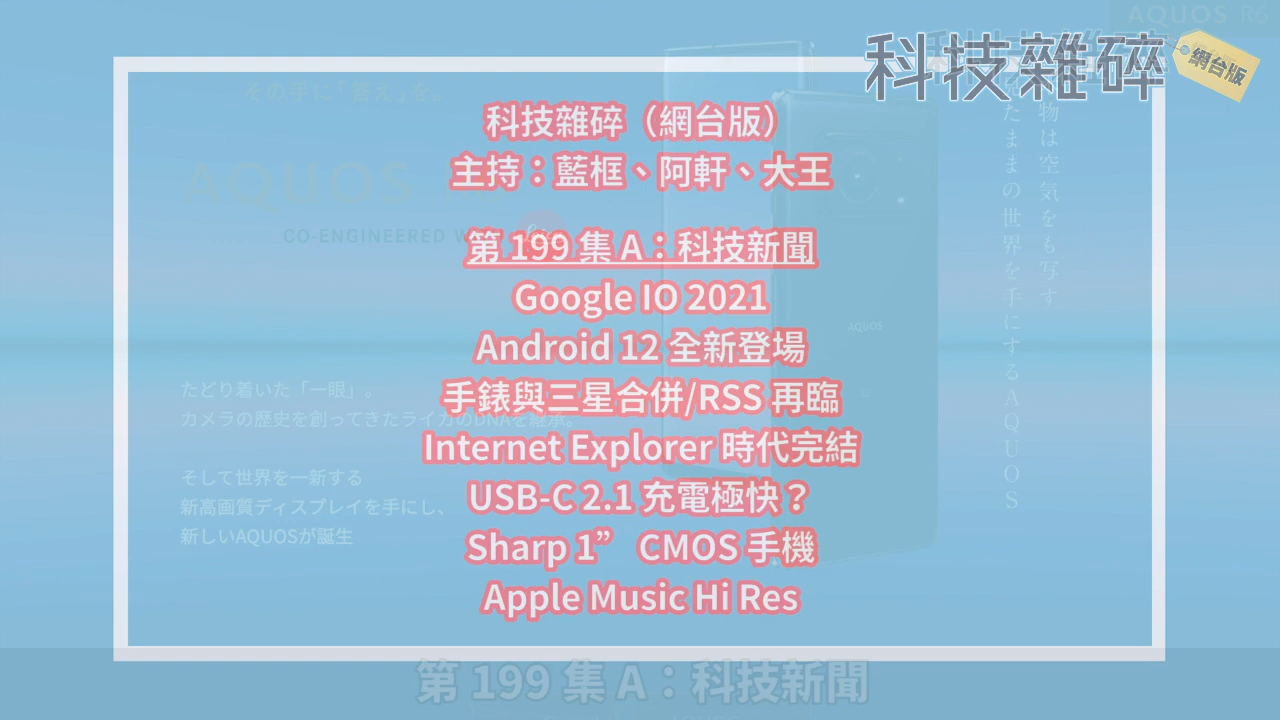 AQUOS R6
科技雜碎
網台版
科技雜碎（網台版）
主持：藍框、阿軒、大王
第 199 集 A：科技新聞
Google IO 2021
Android 12 全新登場
手錶與三星合併/RSS 再臨
Internet Explorer 時代完結
USB-C 2.1 充電極快？
Sharp 1” CMOS 手機
Apple Music Hi Res
その手に「答え」を。
AQUOS
CO-ENGINEERED
たどり着いた「一眼」。
カメラの歴史を創ってきたライカのDNAを継承。
そして世界を一新する
新高画質ディスプレイを手にし、
新しいAQUOSが誕生
AQUOS
物は空気をも写す
見たままの世界を手にするAQUOS
第 199 集 A：科技新聞